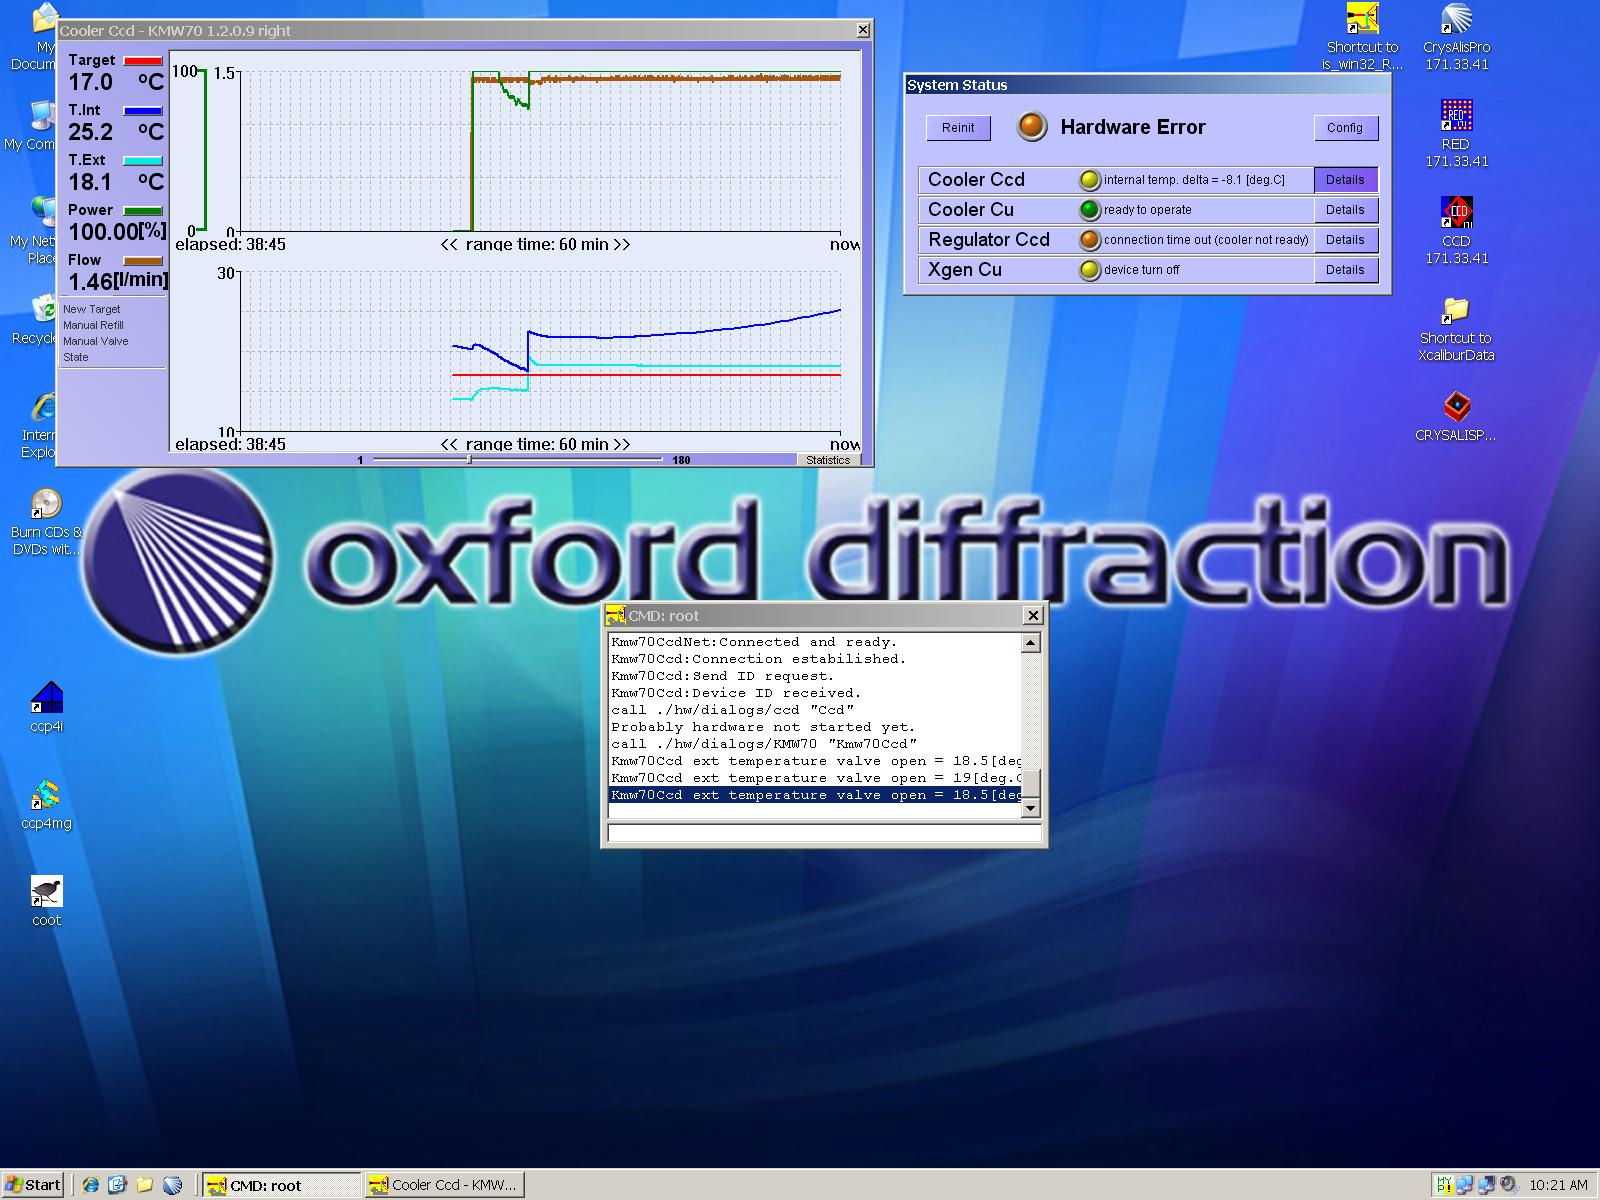 My
Docum
My Com
My Net
Place
Recycle
Intern
Explo
Burn CDs &
DVDs wit...
ccp4i
ccp4mg
coot
Cooler Ccd - KMW70 1.2.0.9 right
Target
17.0 ºC
T.Int
25.2 ºC
T.Ext
18.1 ºC
Power
100.00[%]
Flow
1.46[l/min]
New Target
Manual Refill
Manual Valve
State
100
1.5
0
0
elapsed: 38:45 << range time: 60 min >> now
30
10
elapsed: 38:45 << range time: 60 min >> now
1 180 Statistics
System Status
Reinit Hardware Error Config
Cooler Ccd internal temp. delta = -8.1 [deg.C] Details
Cooler Cu ready to operate Details
Regulator Ccd connection time out (cooler not ready) Details
Xgen Cu device turn off Details
Shortcut to
is_win32_R...
CrysAlisPro
171.33.41
RED
RED
171.33.41
CCD
CCD
171.33.41
Shortcut to
XcaliburData
CRYSALISP...
oxford diffraction
CMD: root
Kmw70CcdNet:Connected and ready.
Kmw70Ccd:Connection estabilished.
Kmw70Ccd:Send ID request.
Kmw70Ccd:Device ID received.
call ./hw/dialogs/ccd "Ccd"
Probably hardware not started yet.
call ./hw/dialogs/KMW70 "Kmw70Ccd"
Kmw70Ccd ext temperature valve open = 18.5[deg
Kmw70Ccd ext temperature valve open = 19[deg.C
Kmw70Ccd ext temperature valve open = 18.5[deg
Start CMD: root Cooler Ccd - KMW... 10:21 AM